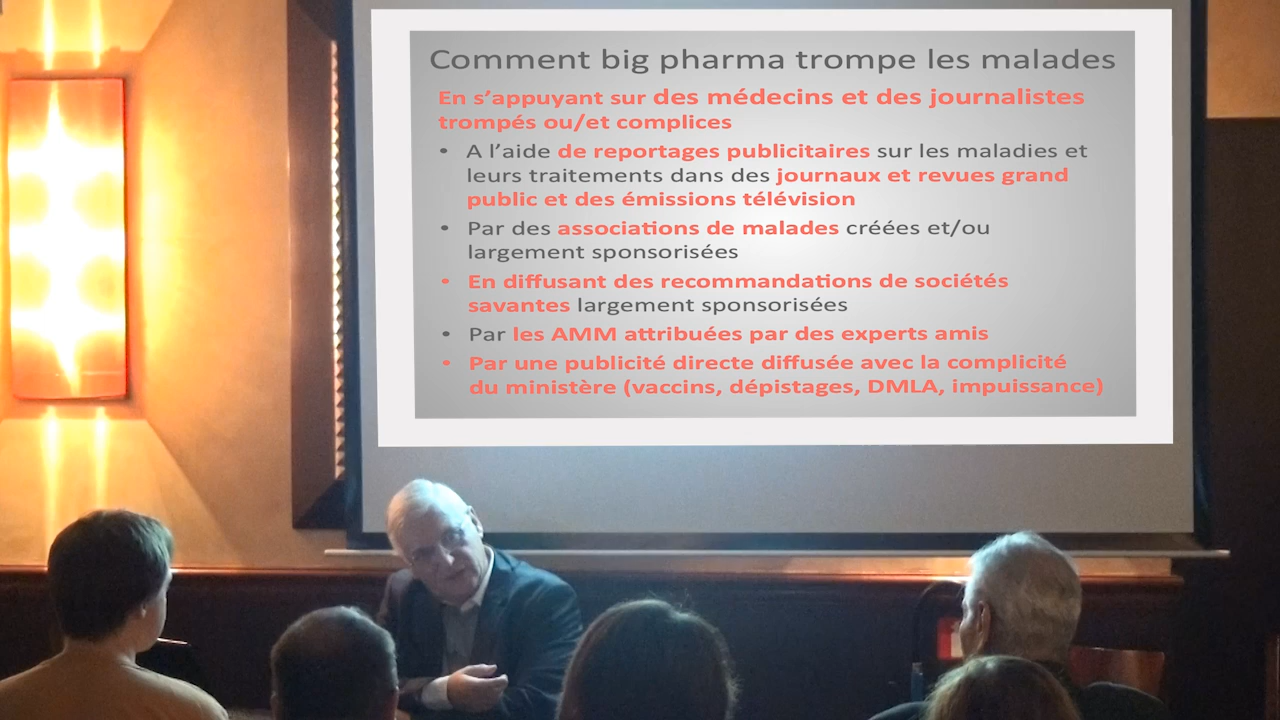 Comment big pharma trompe les malades
En s’appuyant sur des médecins et des journalistes
trompés ou/et complices
• A l’aide de reportages publicitaires sur les maladies et
leurs traitements dans des journaux et revues grand
public et des émissions télévision
• Par des associations de malades créées et/ou
largement sponsorisées
• En diffusant des recommandations de sociétés
savantes largement sponsorisées
• Par les AMM attribuées par des experts amis
• Par une publicité directe diffusée avec la complicité
du ministère (vaccins, dépistages, DMLA, impuissance)